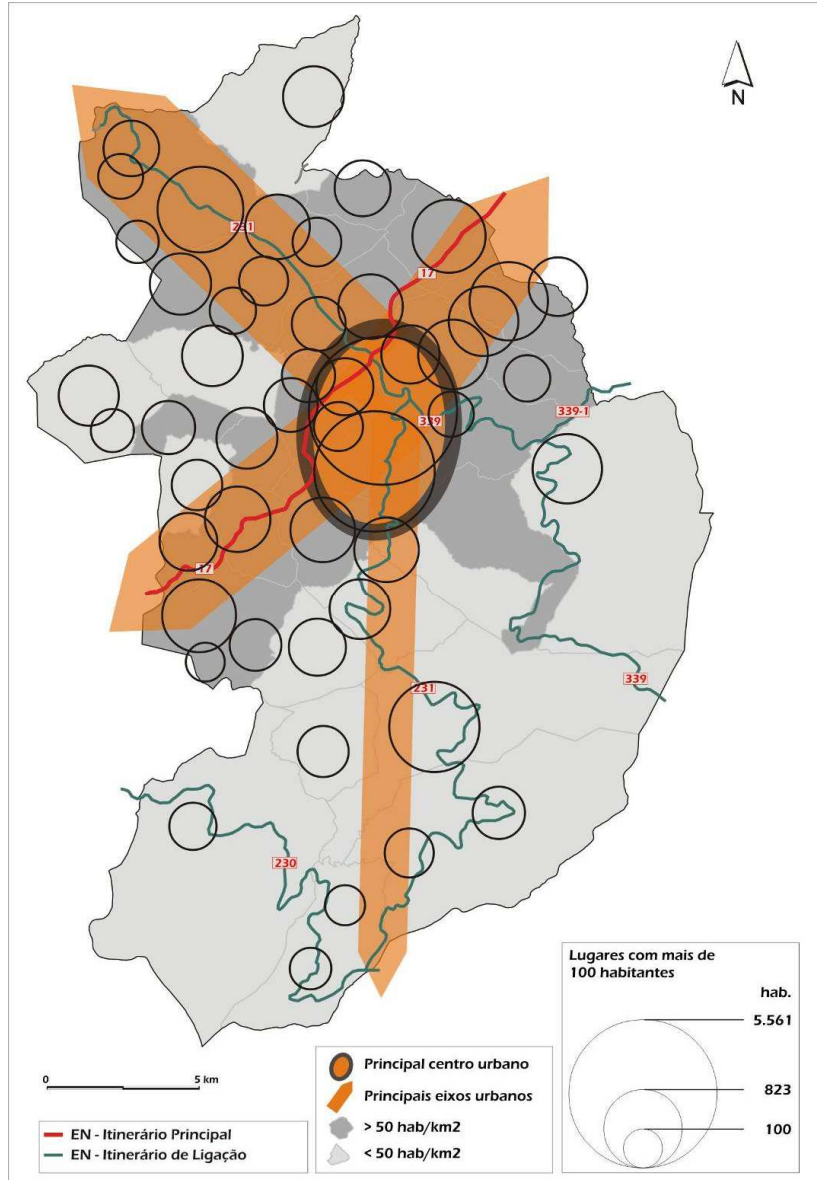 N
231
17
339-1
339
17
339
231
230
Lugares com mais de
100 habitantes
hab.
5.561
823
100
0 5 km
Principal centro urbano
Principais eixos urbanos
> 50 hab/km2
< 50 hab/km2
EN - Itinerário Principal
EN - Itinerário de Ligação